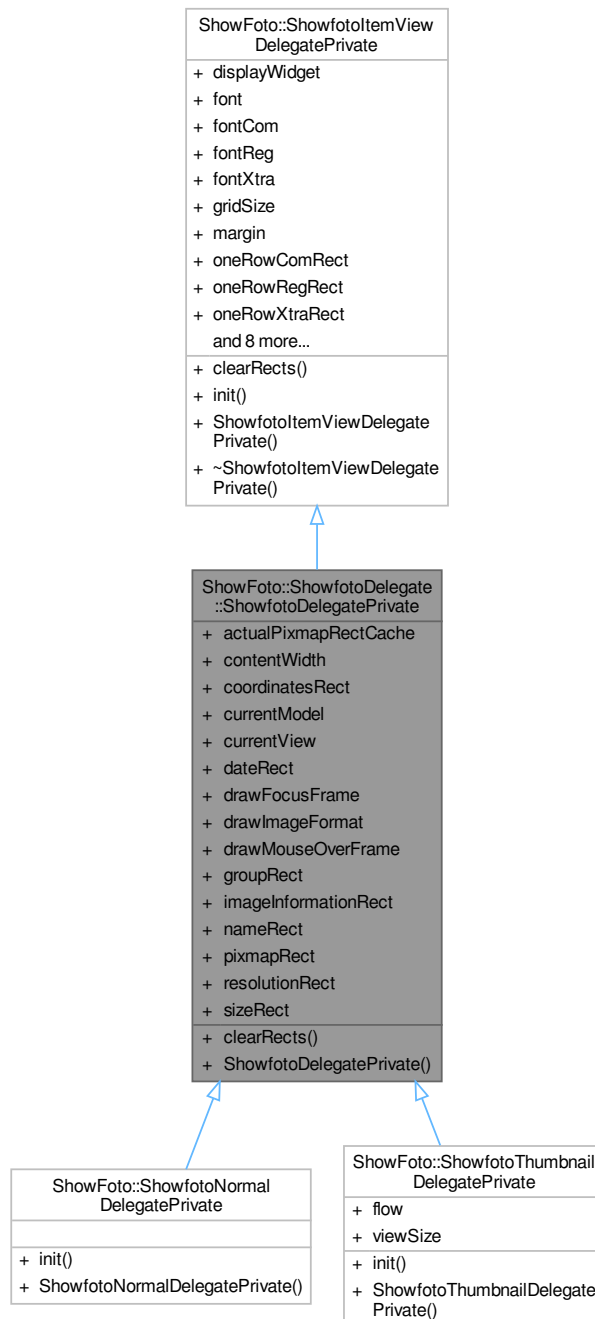 ShowFoto::ShowfotoItemView
DelegatePrivate
+ displayWidget
+ font
+ fontCom
+ fontReg
+ fontXtra
+ gridSize
+ margin
+ oneRowComRect
+ oneRowRegRect
+ oneRowXtraRect
and 8 more...
+ clearRects()
+ init()
+ ShowfotoItemViewDelegate
Private()
+ ~ShowfotoItemViewDelegate
Private()
ShowFoto::ShowfotoDelegate
::ShowfotoDelegatePrivate
+ actualPixmapRectCache
+ contentWidth
+ coordinatesRect
+ currentModel
+ currentView
+ dateRect
+ drawFocusFrame
+ drawImageFormat
+ drawMouseOverFrame
+ groupRect
+ imageInformationRect
+ nameRect
+ pixmapRect
+ resolutionRect
+ sizeRect
+ clearRects()
+ ShowfotoDelegatePrivate()
ShowFoto::ShowfotoNormal
DelegatePrivate
+ init()
+ ShowfotoNormalDelegatePrivate()
ShowFoto::ShowfotoThumbnail
DelegatePrivate
+ flow
+ viewSize
+ init()
+ ShowfotoThumbnailDelegate
Private()